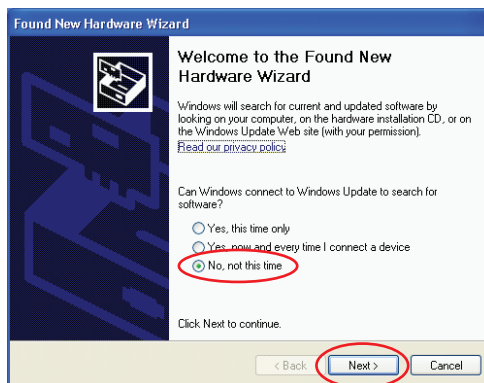 Found New Hardware Wizard
Welcome to the Found New
Hardware Wizard
Windows will search for current and updated software by
looking on your computer, on the hardware installation CD, or on
the Windows Update Web site (with your permission).
Read our privacy policy
Can Windows connect to Windows Update to search for
software?
Yes, this time only
Yes, now and every time I connect a device
No, not this time
Click Next to continue.
< Back
Next >
Cancel